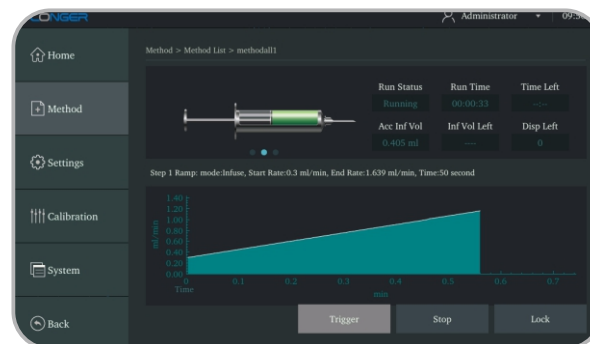 CONGER
Administrator
09:50
Home
Method
Settings
Calibration
System
Back
Method > Method List > methodall1
Run Status Run Time Time Left
Running 00:00:33 --:--
Acc Inf Vol Inf Vol Left Disp Left
0.405 ml ---- 0
Step 1 Ramp: mode:Infuse, Start Rate:0.3 ml/min, End Rate:1.639 ml/min, Time:50 second
ml/min
1.40
1.20
1.00
0.80
0.60
0.40
0.20
0.00
0 0.1 0.2 0.3 0.4 0.5 0.6 0.7
Time
min
Trigger Stop Lock